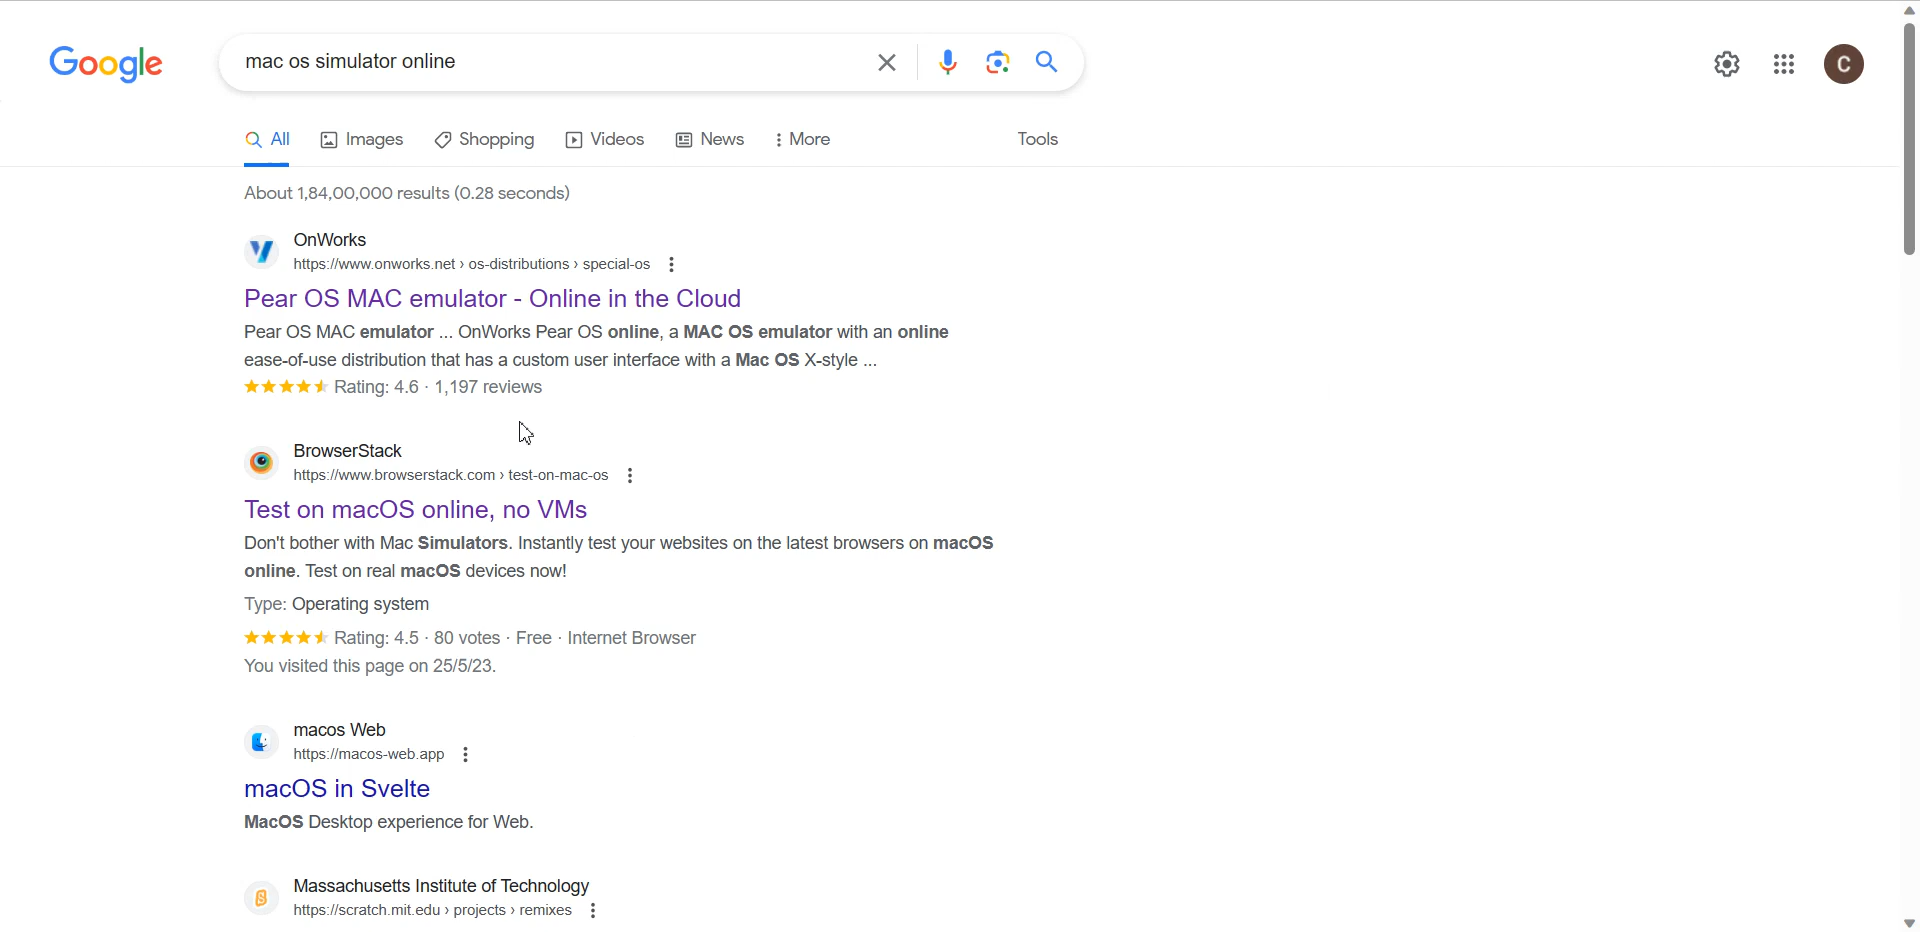 Google
mac os simulator online
C
All Images Shopping Videos News More Tools
About 1,84,00,000 results (0.28 seconds)
OnWorks
https://www.onworks.net › os-distributions › special-os
Pear OS MAC emulator - Online in the Cloud
Pear OS MAC emulator ... OnWorks Pear OS online, a MAC OS emulator with an online
ease-of-use distribution that has a custom user interface with a Mac OS X-style ...
Rating: 4.6 · 1,197 reviews
BrowserStack
https://www.browserstack.com › test-on-mac-os
Test on macOS online, no VMs
Don't bother with Mac Simulators. Instantly test your websites on the latest browsers on macOS
online. Test on real macOS devices now!
Type: Operating system
Rating: 4.5 · 80 votes · Free · Internet Browser
You visited this page on 25/5/23.
macos Web
https://macos-web.app
macOS in Svelte
MacOS Desktop experience for Web.
Massachusetts Institute of Technology
https://scratch.mit.edu › projects › remixes